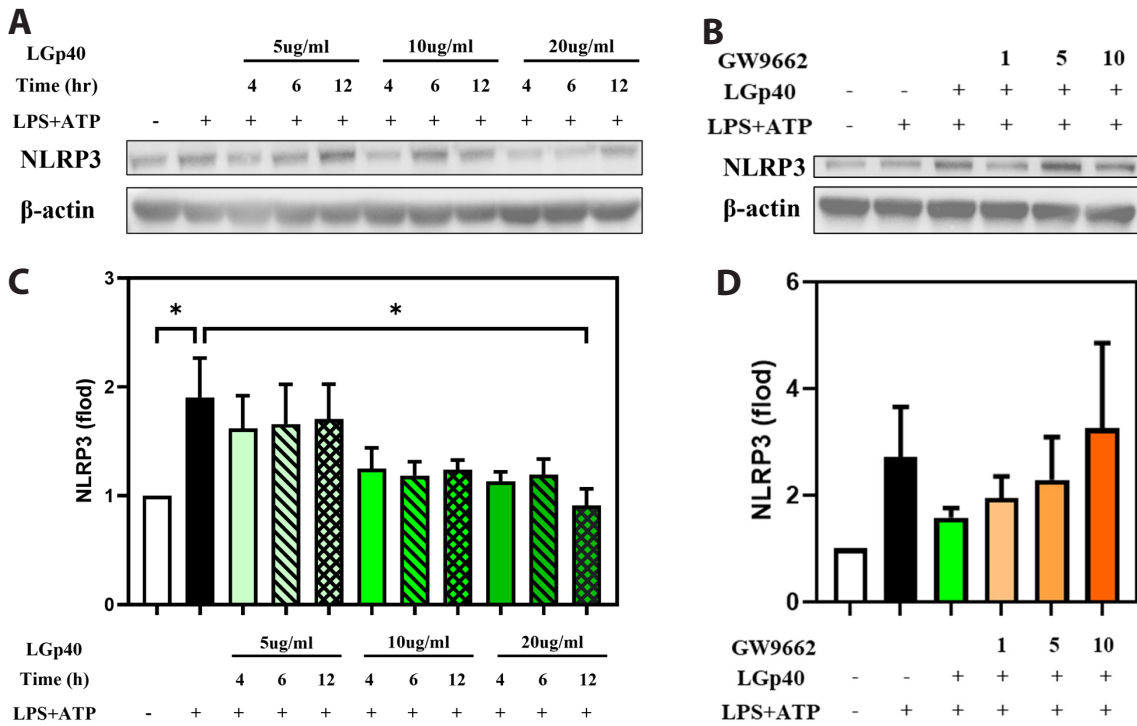 A
LGp40 5ug/ml 10ug/ml 20ug/ml
Time (hr) 4 6 12 4 6 12 4 6 12
LPS+ATP - + + + + + + + + + +
NLRP3
β-actin
B
GW9662 1 5 10
LGp40 - - + + + +
LPS+ATP - + + + + +
NLRP3
β-actin
C
NLRP3 (flod)
3
2
1
0
* *
LGp40 5ug/ml 10ug/ml 20ug/ml
Time (h) 4 6 12 4 6 12 4 6 12
LPS+ATP - + + + + + + + + + +
D
NLRP3 (flod)
6
4
2
0
GW9662 1 5 10
LGp40 - - + + + +
LPS+ATP - + + + + +